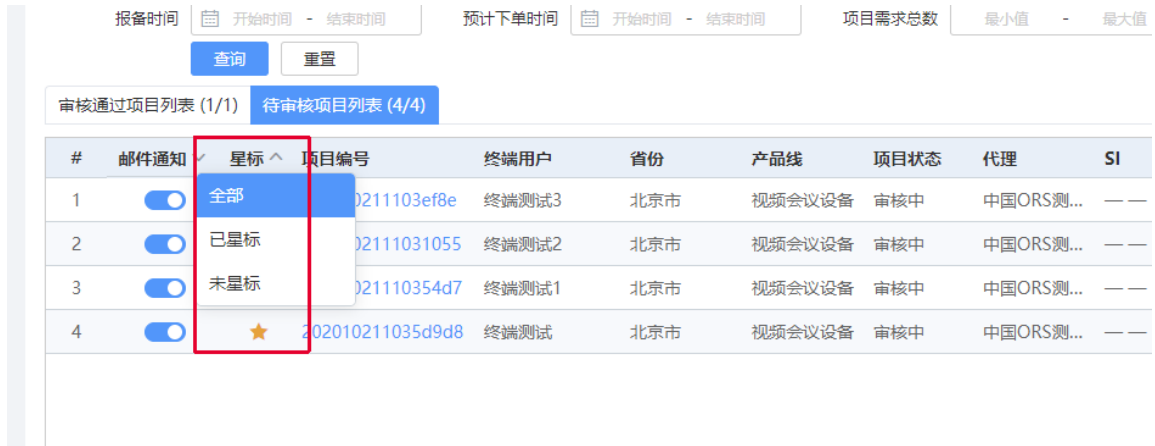 报备时间 开始时间 - 结束时间 预计下单时间 开始时间 - 结束时间 项目需求总数 最小值 - 最大值
查询 重置
审核通过项目列表 (1/1) 待审核项目列表 (4/4)
# 邮件通知 星标 项目编号 终端用户 省份 产品线 项目状态 代理 SI
全部
1 0211103ef8e 终端测试3 北京市 视频会议设备 审核中 中国ORS测... — —
已星标
2 02111031055 终端测试2 北京市 视频会议设备 审核中 中国ORS测... — —
未星标
3 0211110354d7 终端测试1 北京市 视频会议设备 审核中 中国ORS测... — —
4 202010211035d9d8 终端测试 北京市 视频会议设备 审核中 中国ORS测... — —